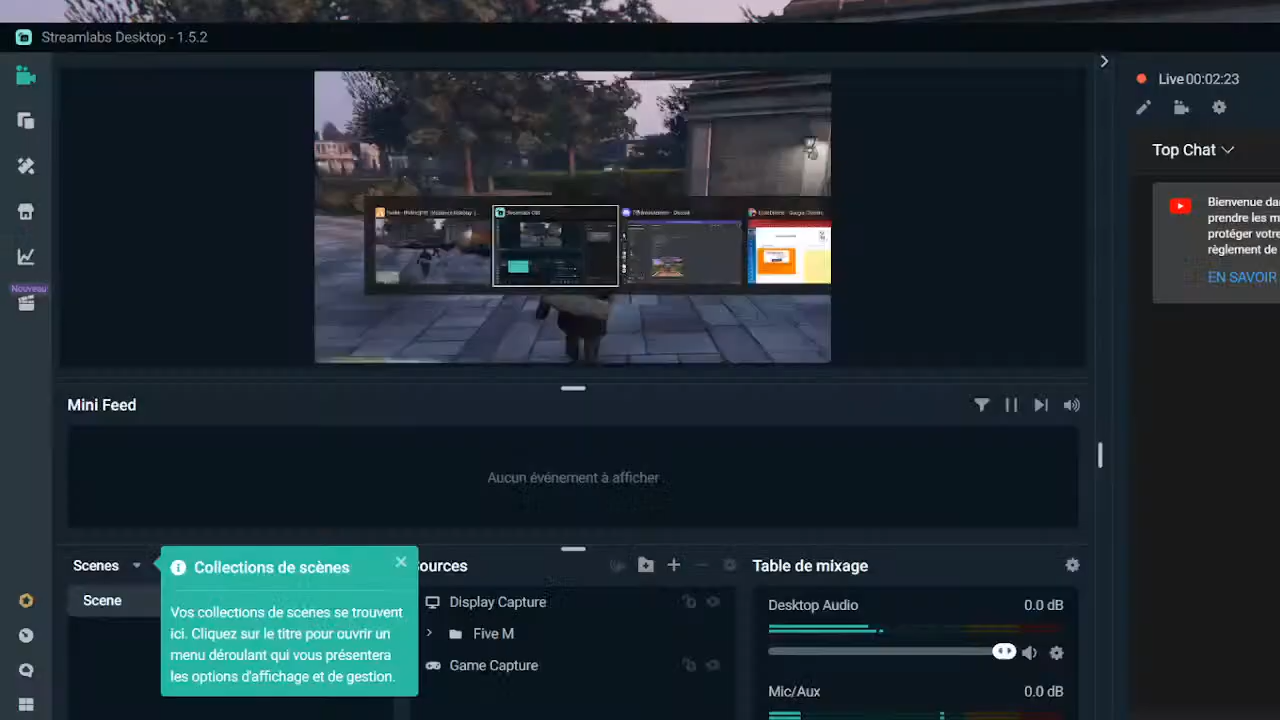 Streamlabs Desktop - 1.5.2
Live 00:02:23
Top Chat
Bienvenue da
prendre les m
protéger votre
règlement de
EN SAVOIR
Nouveau
Mini Feed
Aucun événement à afficher
Scenes
Scene
Collections de scènes
Vos collections de scènes se trouvent
ici. Cliquez sur le titre pour ouvrir un
menu déroulant qui vous présentera
les options d'affichage et de gestion.
ources
Display Capture
Five M
Game Capture
Table de mixage
Desktop Audio
0.0 dB
Mic/Aux
0.0 dB